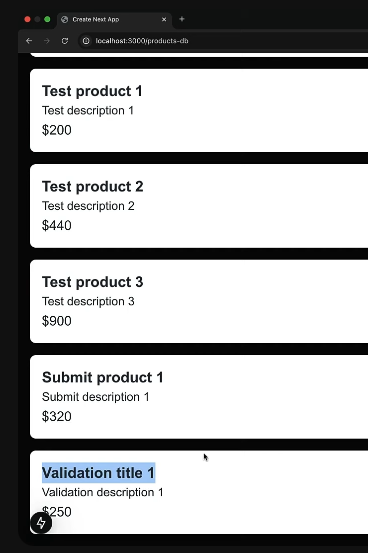 Create Next App
localhost:3000/products-db
Test product 1
Test description 1
$200
Test product 2
Test description 2
$440
Test product 3
Test description 3
$900
Submit product 1
Submit description 1
$320
Validation title 1
Validation description 1
$250